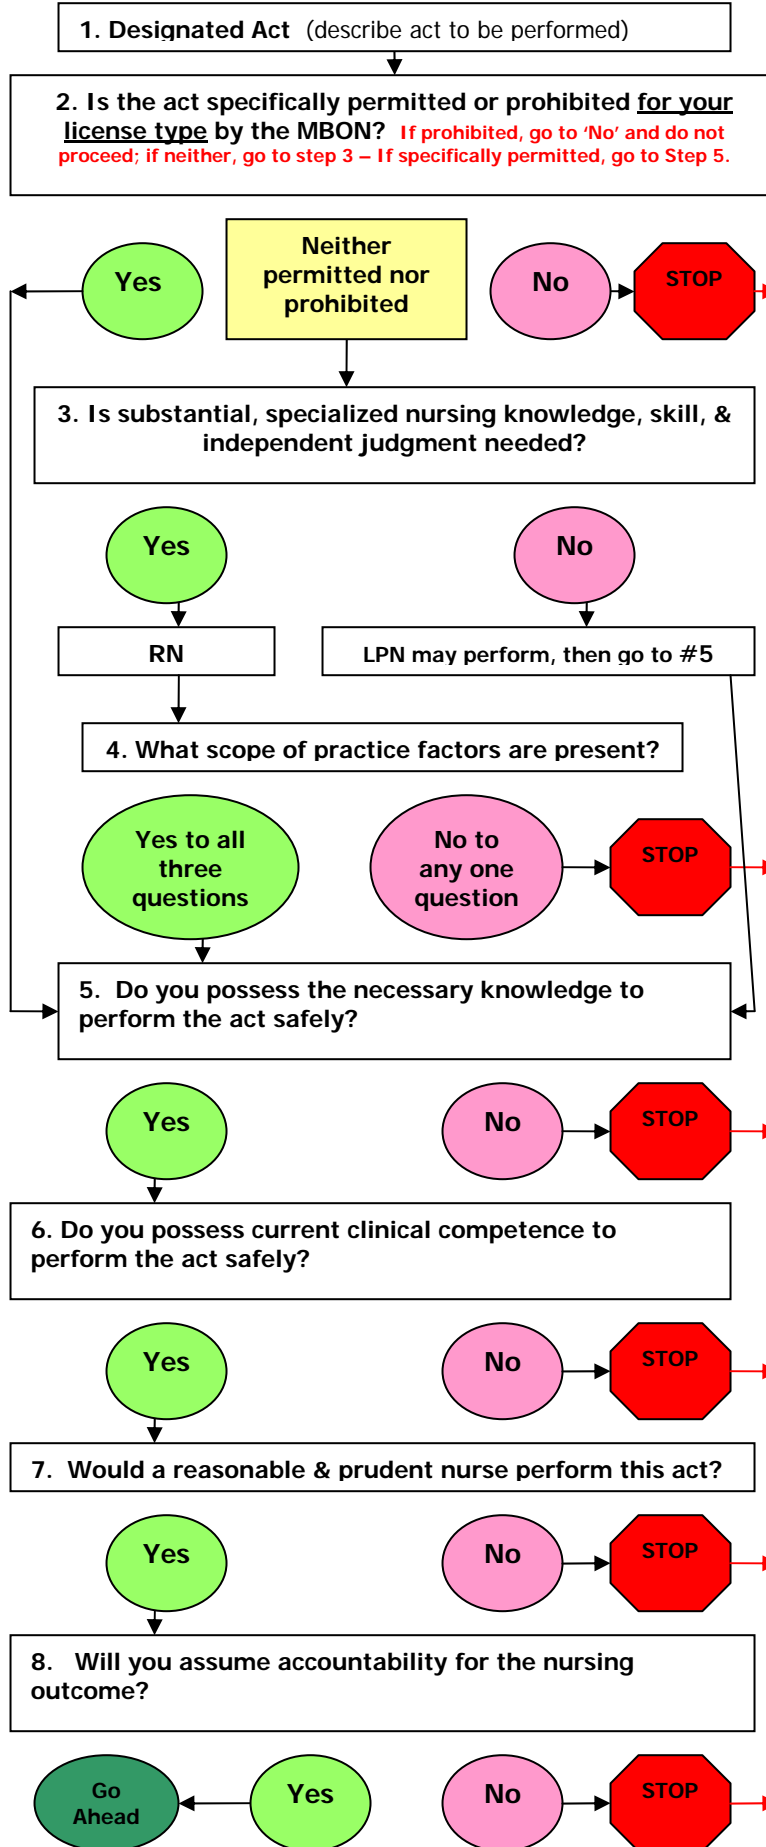 1. Designated Act (describe act to be performed)
2. Is the act specifically permitted or prohibited for your
license type by the MBON? If prohibited, go to ‘No’ and do not
proceed; if neither, go to step 3 – If specifically permitted, go to Step 5.
Yes
Neither
permitted nor
prohibited
No
STOP
3. Is substantial, specialized nursing knowledge, skill, &
independent judgment needed?
Yes
No
RN
LPN may perform, then go to #5
4. What scope of practice factors are present?
Yes to all
three
questions
No to
any one
question
STOP
5. Do you possess the necessary knowledge to
perform the act safely?
Yes
No
STOP
6. Do you possess current clinical competence to
perform the act safely?
Yes
No
STOP
7. Would a reasonable & prudent nurse perform this act?
Yes
No
STOP
8. Will you assume accountability for the nursing
outcome?
Go
Ahead
Yes
No
STOP